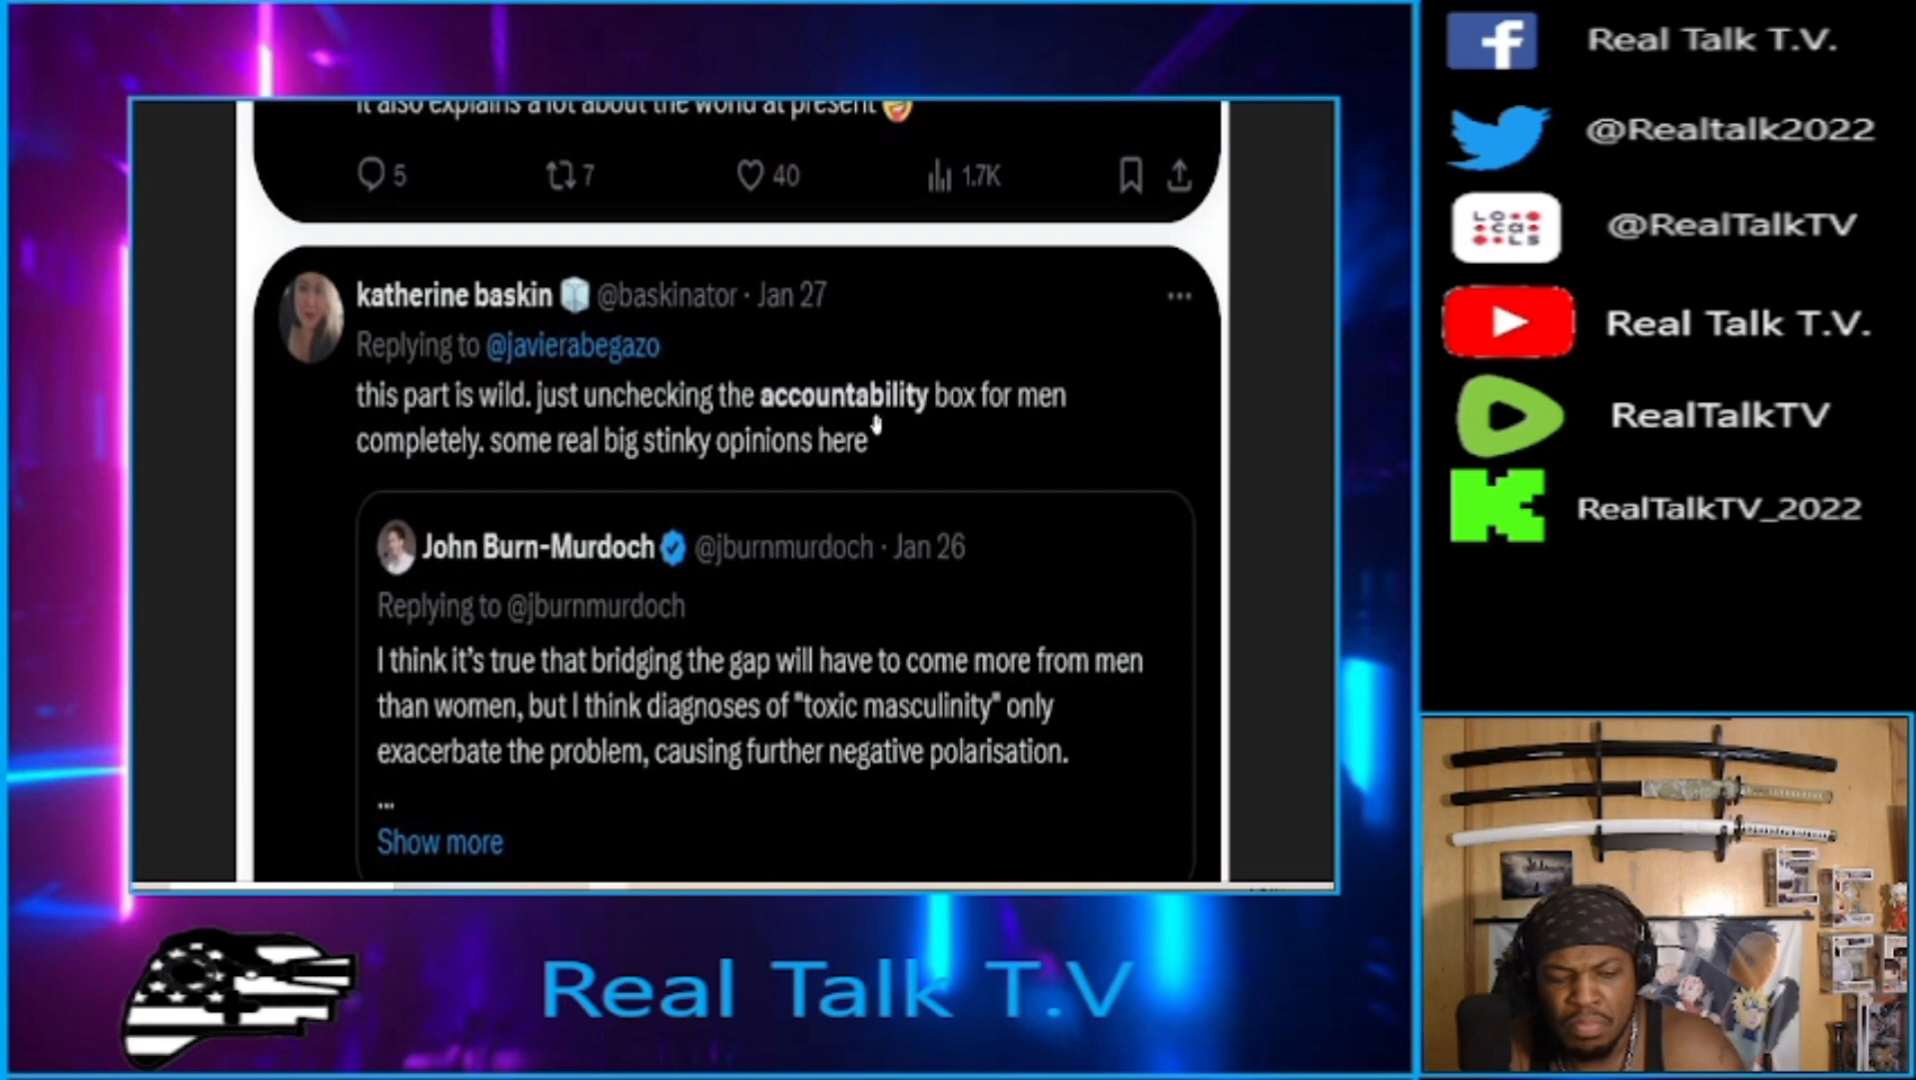 it also explains a lot about the world at present
5 7 40 1.7K
katherine baskin @baskinator · Jan 27
Replying to @javierabegazo
this part is wild. just unchecking the accountability box for men
completely. some real big stinky opinions here
John Burn-Murdoch @jburnmurdoch · Jan 26
Replying to @jburnmurdoch
I think it's true that bridging the gap will have to come more from men
than women, but I think diagnoses of "toxic masculinity" only
exacerbate the problem, causing further negative polarisation.
...
Show more
Real Talk T.V
Real Talk T.V.
@Realtalk2022
LOCALS
@RealTalkTV
Real Talk T.V.
RealTalkTV
RealTalkTV_2022